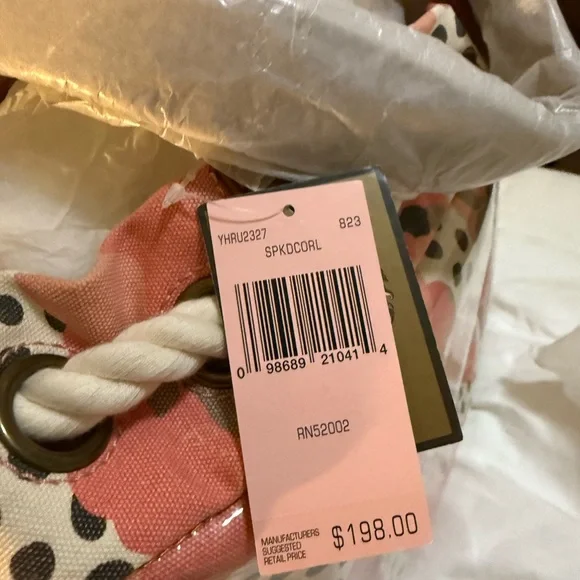 YHRU2327 823
SPKDCORL
0 98689 21041 4
RN52002
MANUFACTURERS
SUGGESTED
RETAIL PRICE $198.00